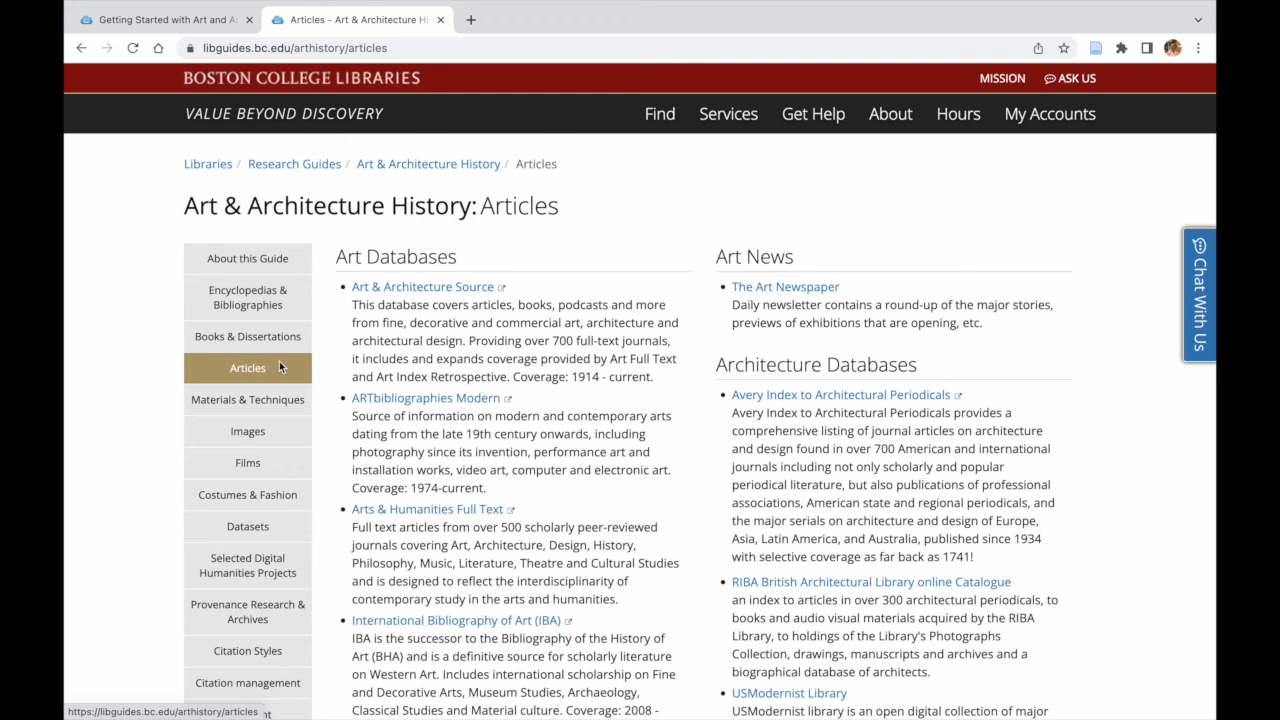 Getting Started with Art and A
Articles - Art & Architecture H
libguides.bc.edu/arthistory/articles
BOSTON COLLEGE LIBRARIES
MISSION
ASK US
VALUE BEYOND DISCOVERY
Find
Services
Get Help
About
Hours
My Accounts
Libraries / Research Guides / Art & Architecture History / Articles
Art & Architecture History: Articles
About this Guide
Encyclopedias &
Bibliographies
Books & Dissertations
Articles
Materials & Techniques
Images
Films
Costumes & Fashion
Datasets
Selected Digital
Humanities Projects
Provenance Research &
Archives
Citation Styles
Citation management
Art Databases
• Art & Architecture Source
This database covers articles, books, podcasts and more
from fine, decorative and commercial art, architecture and
architectural design. Providing over 700 full-text journals,
it includes and expands coverage provided by Art Full Text
and Art Index Retrospective. Coverage: 1914 - current.
• ARTbibliographies Modern
Source of information on modern and contemporary arts
dating from the late 19th century onwards, including
photography since its invention, performance art and
installation works, video art, computer and electronic art.
Coverage: 1974-current.
• Arts & Humanities Full Text
Full text articles from over 500 scholarly peer-reviewed
journals covering Art, Architecture, Design, History,
Philosophy, Music, Literature, Theatre and Cultural Studies
and is designed to reflect the interdisciplinarity of
contemporary study in the arts and humanities.
• International Bibliography of Art (IBA)
IBA is the successor to the Bibliography of the History of
Art (BHA) and is a definitive source for scholarly literature
on Western Art. Includes international scholarship on Fine
and Decorative Arts, Museum Studies, Archaeology,
Classical Studies and Material culture. Coverage: 2008 -
Art News
• The Art Newspaper
Daily newsletter contains a round-up of the major stories,
previews of exhibitions that are opening, etc.
Architecture Databases
• Avery Index to Architectural Periodicals
Avery Index to Architectural Periodicals provides a
comprehensive listing of journal articles on architecture
and design found in over 700 American and international
journals including not only scholarly and popular
periodical literature, but also publications of professional
associations, American state and regional periodicals, and
the major serials on architecture and design of Europe,
Asia, Latin America, and Australia, published since 1934
with selective coverage as far back as 1741!
• RIBA British Architectural Library online Catalogue
an index to articles in over 300 architectural periodicals, to
books and audio visual materials acquired by the RIBA
Library, to holdings of the Library's Photographs
Collection, drawings, manuscripts and archives and a
biographical database of architects.
• USModernist Library
USModernist library is an open digital collection of major
Chat With Us
https://libguides.bc.edu/arthistory/articles